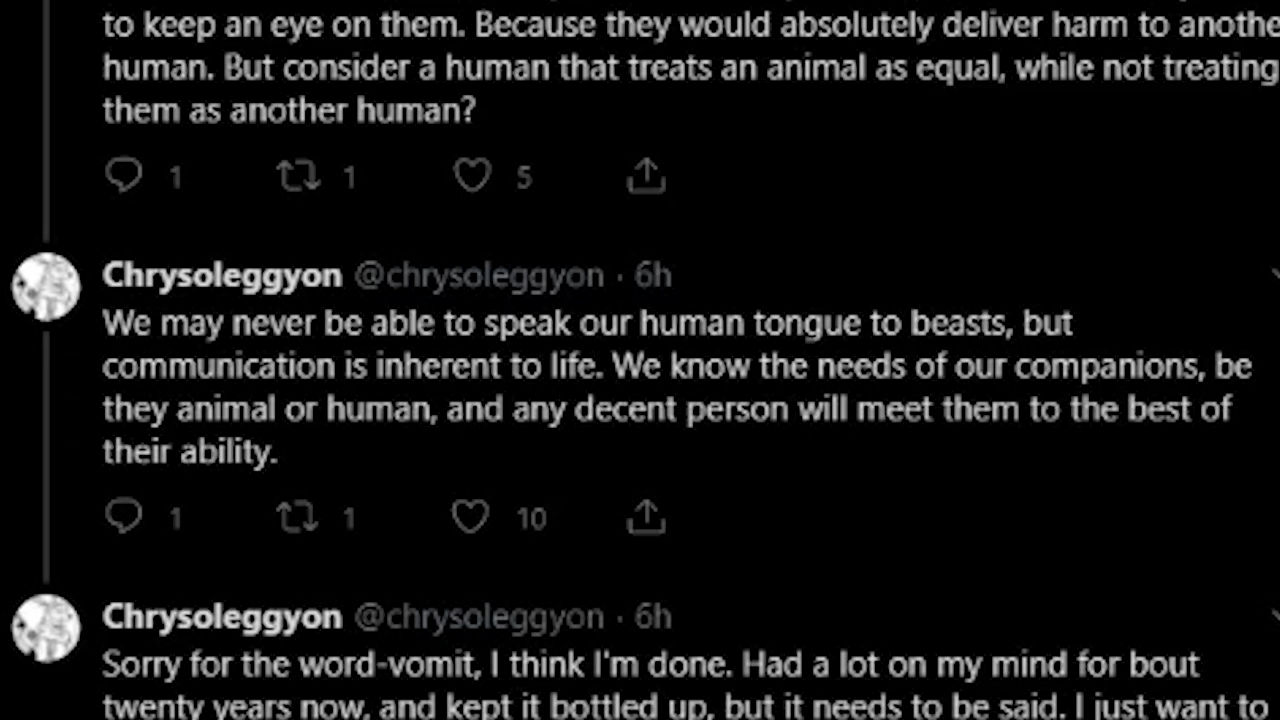 to keep an eye on them. Because they would absolutely deliver harm to anothe
human. But consider a human that treats an animal as equal, while not treating
them as another human?
1 1 5
Chrysoleggyon @chrysoleggyon · 6h
We may never be able to speak our human tongue to beasts, but
communication is inherent to life. We know the needs of our companions, be
they animal or human, and any decent person will meet them to the best of
their ability.
1 1 10
Chrysoleggyon @chrysoleggyon · 6h
Sorry for the word-vomit, I think I'm done. Had a lot on my mind for bout
twenty years now, and kept it bottled up, but it needs to be said. I just want to